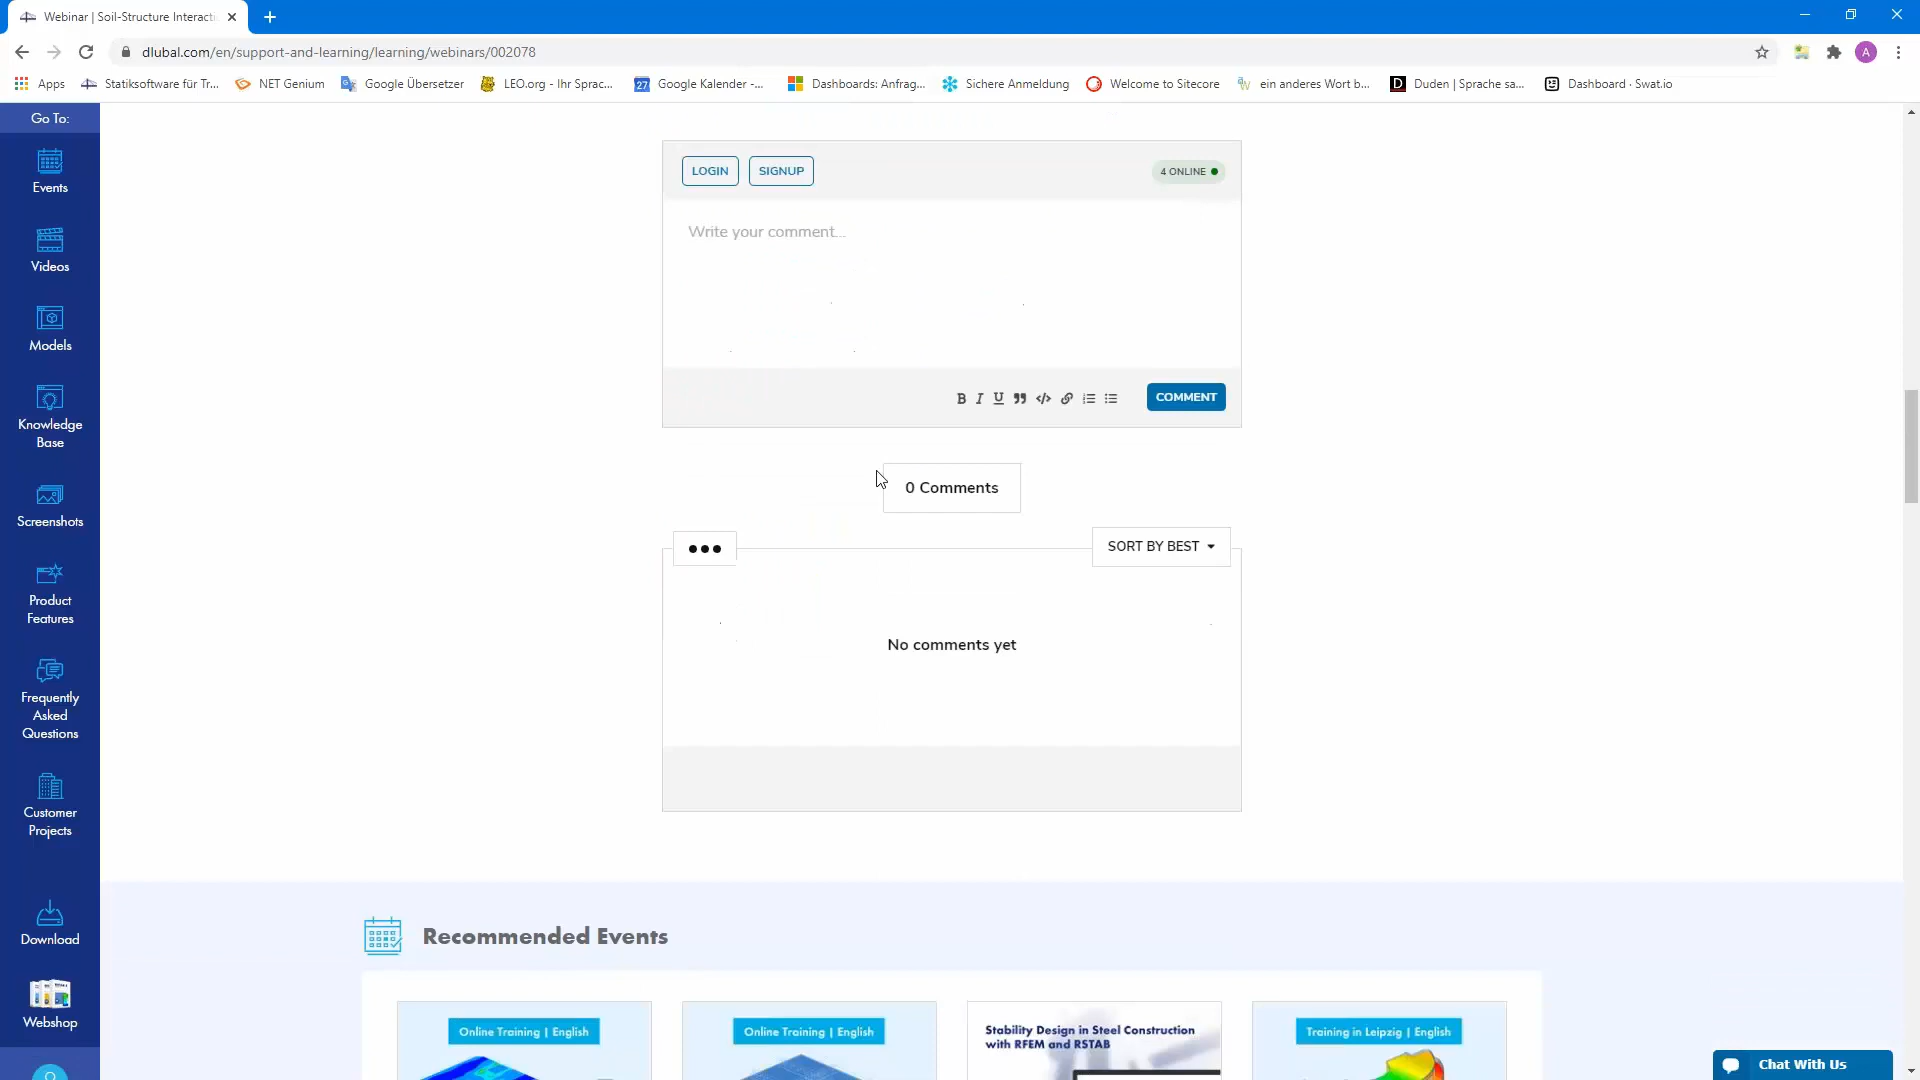 Webinar | Soil-Structure Interacti
dlubal.com/en/support-and-learning/learning/webinars/002078
A
Apps
Statiksoftware für Tr...
NET Genium
Google Übersetzer
LEO.org - Ihr Sprac...
27
Google Kalender -...
Dashboards: Anfrag...
Sichere Anmeldung
Welcome to Sitecore
ein anderes Wort b...
D
Duden | Sprache sa...
Dashboard · Swat.io
Go To:
Events
Videos
Models
Knowledge
Base
Screenshots
Product
Features
Frequently
Asked
Questions
Customer
Projects
Download
Webshop
LOGIN
SIGNUP
4 ONLINE
Write your comment...
B I U
COMMENT
0 Comments
SORT BY BEST
No comments yet
Recommended Events
Online Training | English
Online Training | English
Stability Design in Steel Construction
with RFEM and RSTAB
Training in Leipzig | English
Chat With Us